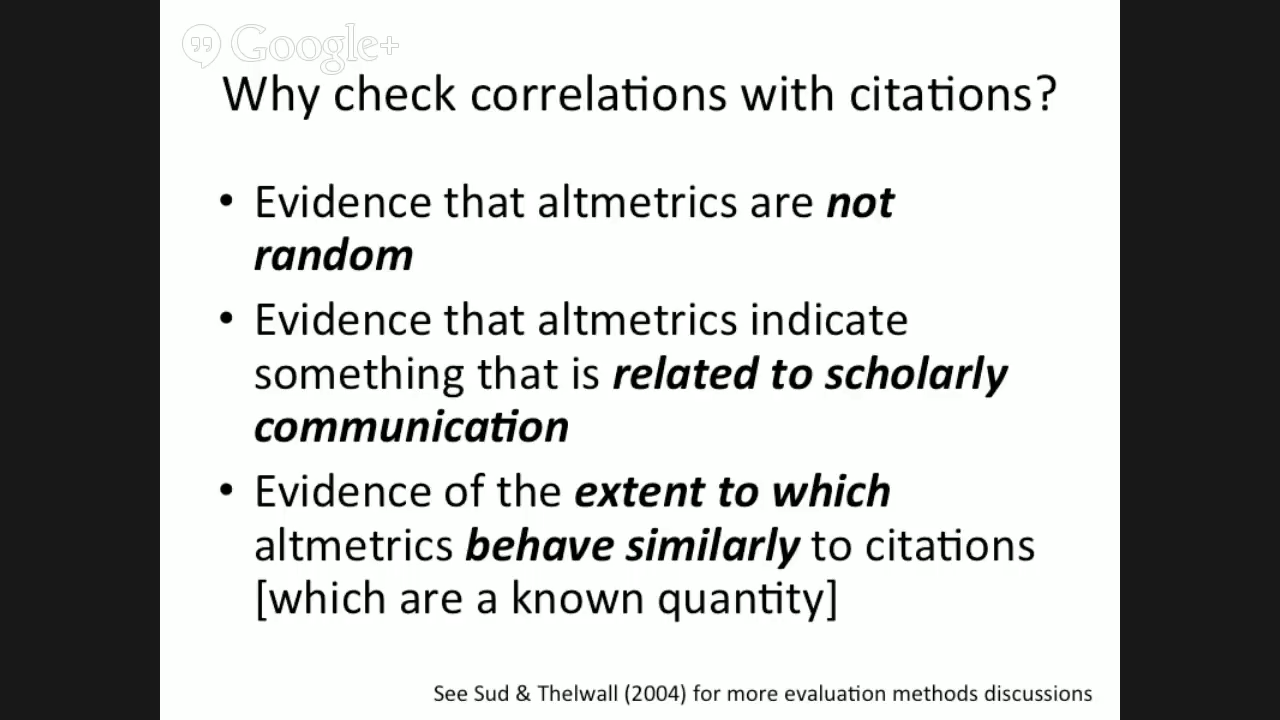 Google+
Why check correlations with citations?
• Evidence that altmetrics are not
random
• Evidence that altmetrics indicate
something that is related to scholarly
communication
• Evidence of the extent to which
altmetrics behave similarly to citations
[which are a known quantity]
See Sud & Thelwall (2004) for more evaluation methods discussions